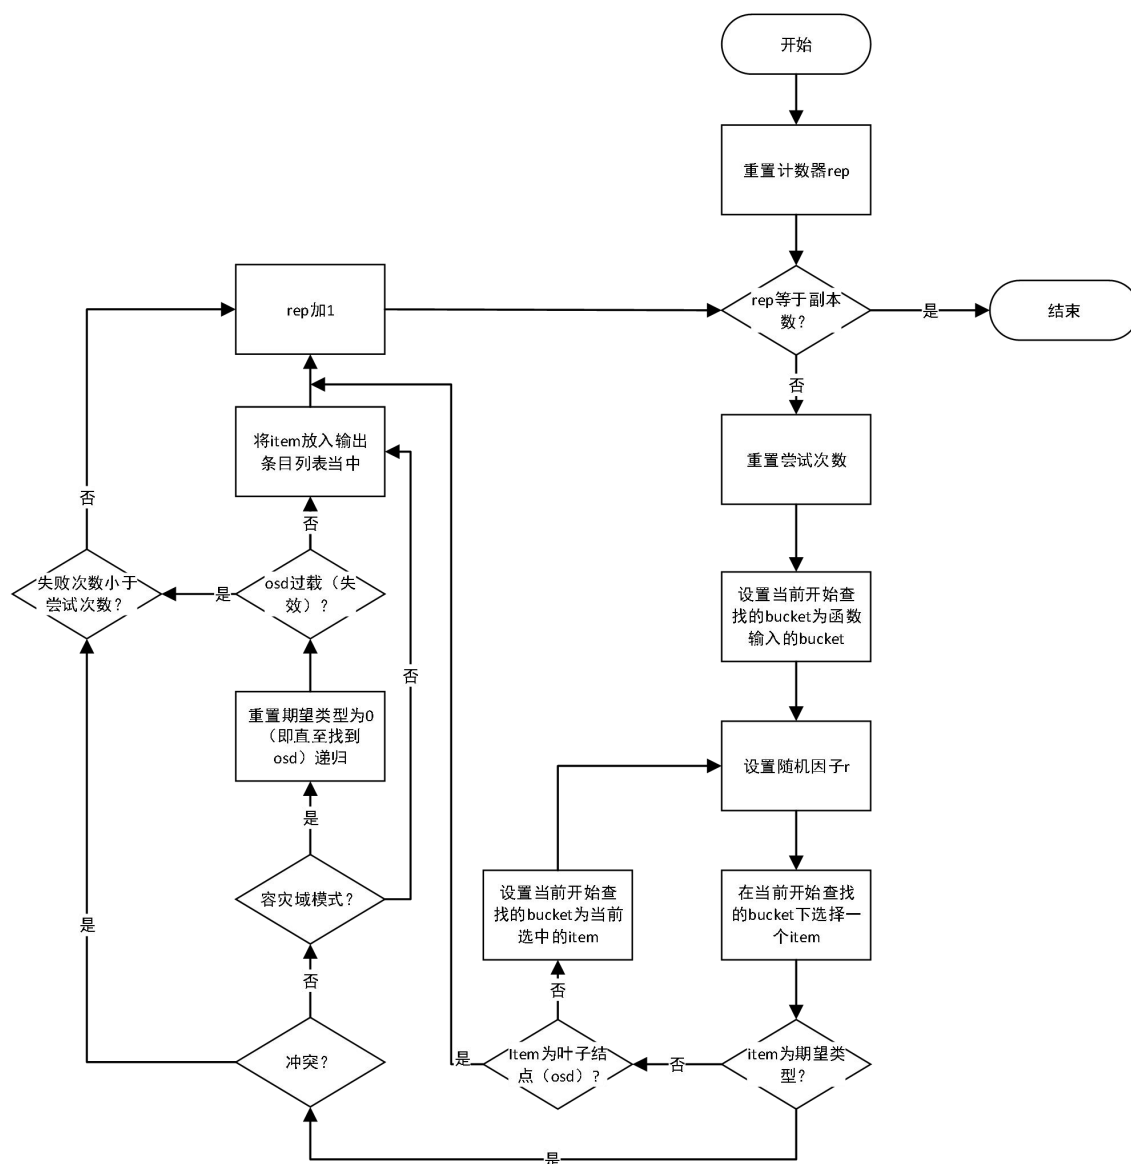 开始
重置计数器rep
rep等于副本
数？
是
结束
rep加1
否
重置尝试次数
将item放入输出
条目列表当中
否
否
失败次数小于
尝试次数？
是
osd过载（失
效）？
设置当前开始查
找的bucket为函数
输入的bucket
否
重置期望类型为0
（即直至找到
osd）递归
设置随机因子r
是
容灾域模式？
设置当前开始查
找的bucket为当前
选中的item
在当前开始查找
的bucket下选择一
个item
是
否
否
冲突？
是
Item为叶子结
点（osd）？
否
item为期望类
型？
是